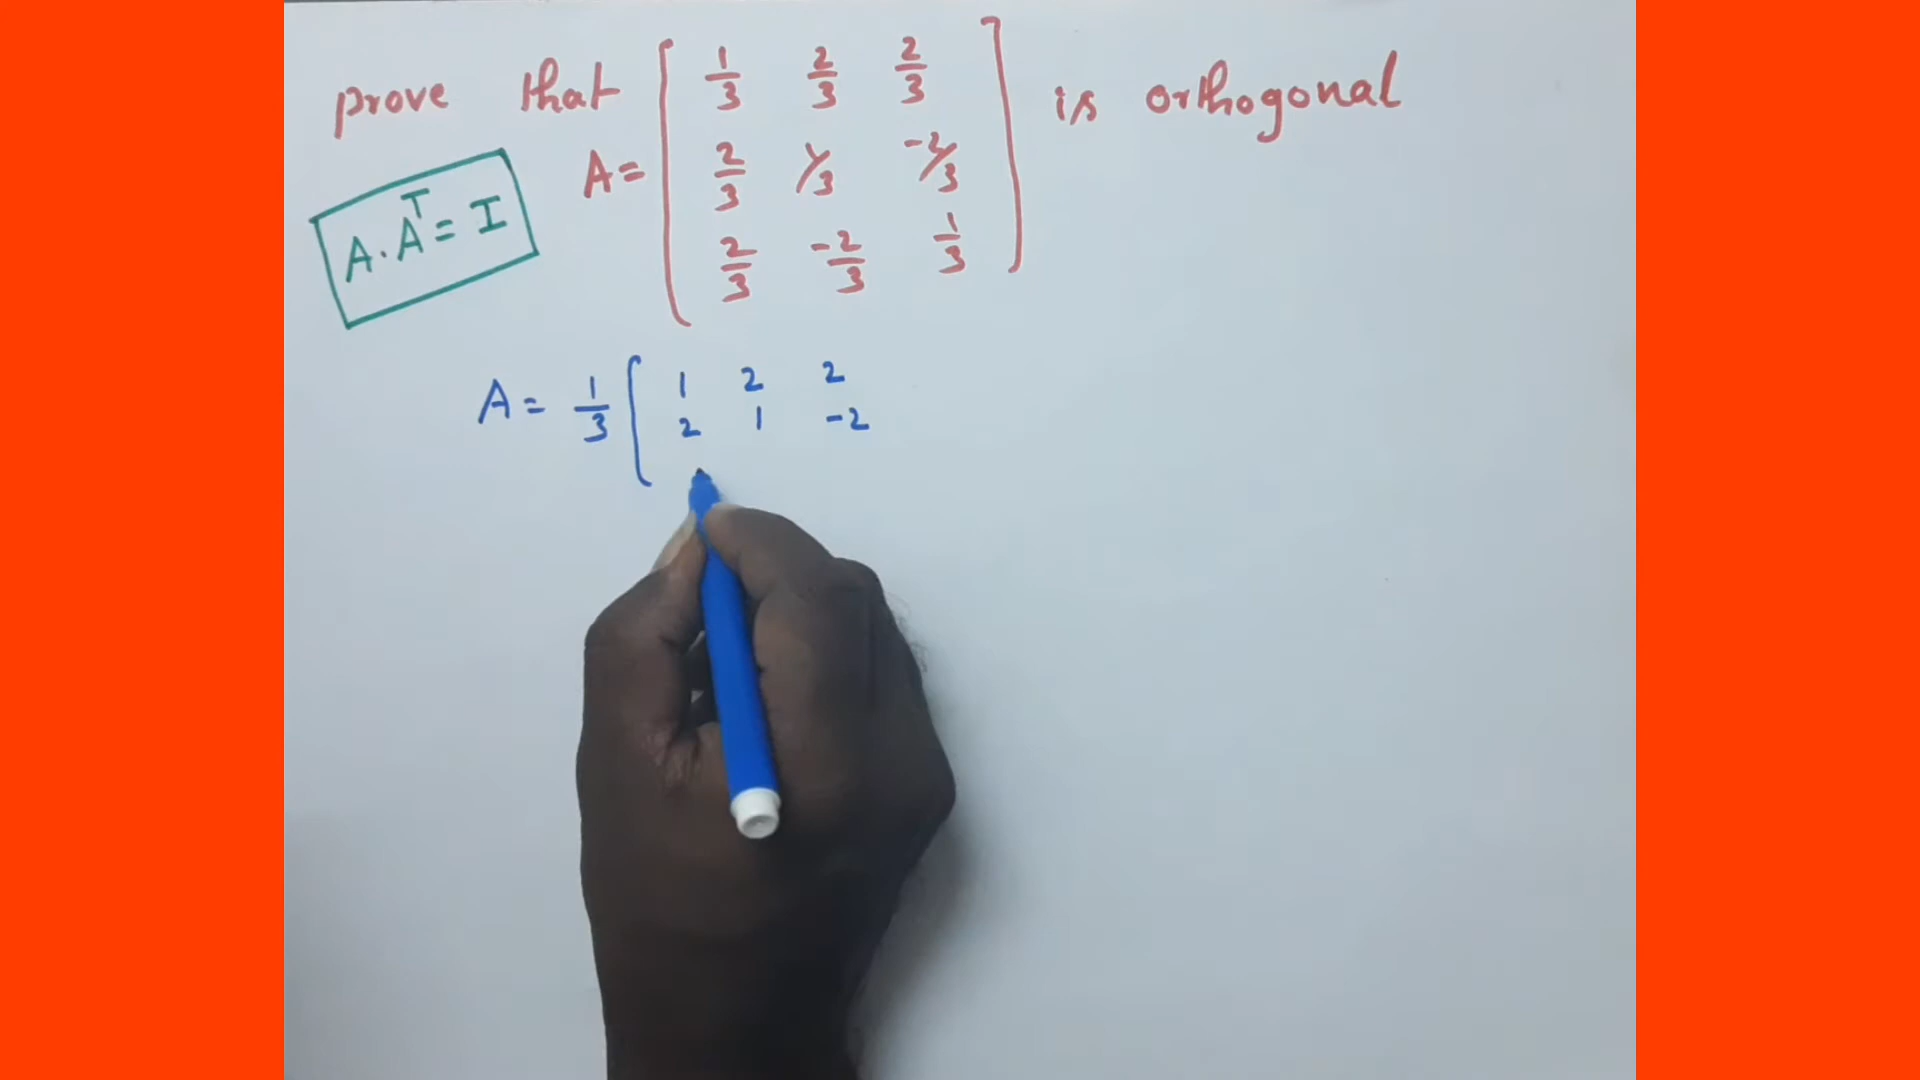 prove that [ 1/3 2/3 2/3 ] is orthogonal
A = [ 2/3 1/3 -2/3 ]
[ 2/3 -2/3 1/3 ]
A . A^T = I
A = 1/3 [ 1 2 2
2 1 -2